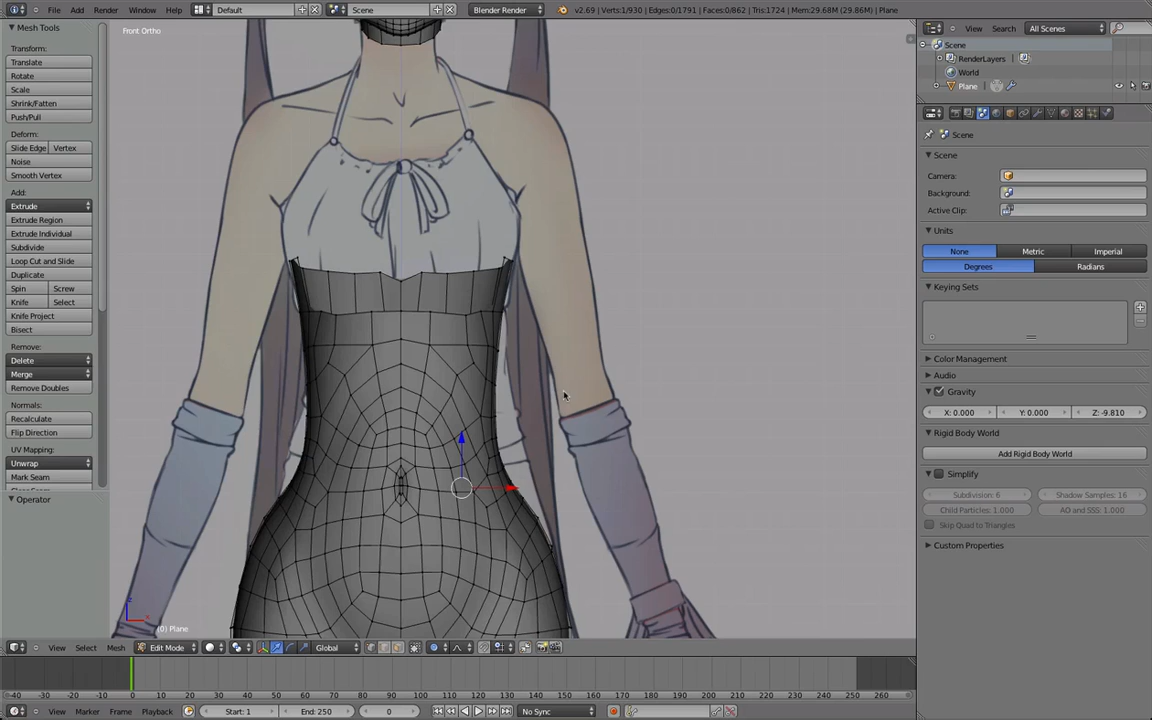 File Add Render Window Help Default Scene Blender Render v2.69 | Verts:1/930 | Edges:0/1791 | Faces:0/862 | Tris:1724 | Mem:29.68M (29.86M) | Plane
Mesh Tools
Transform:
Translate
Rotate
Scale
Shrink/Fatten
Push/Pull
Deform:
Slide Edge Vertex
Noise
Smooth Vertex
Add:
Extrude
Extrude Region
Extrude Individual
Subdivide
Loop Cut and Slide
Duplicate
Spin Screw
Knife Select
Knife Project
Bisect
Remove:
Delete
Merge
Remove Doubles
Normals:
Recalculate
Flip Direction
UV Mapping:
Unwrap
Mark Seam
Operator
Front Ortho
z
x
(0) Plane
View Select Mesh Edit Mode Global
-40 -30 -20 -10 0 10 20 30 40 50 60 70 80 90 100 110 120 130 140 150 160 170 180 190 200 210 220 230 240 250 260
View Marker Frame Playback Start: 1 End: 250 0 No Sync
View Search All Scenes
Scene
RenderLayers |
World
Plane |
Scene
Scene
Camera:
Background:
Active Clip:
Units
None Metric Imperial
Degrees Radians
Keying Sets
Color Management
Audio
Gravity
X: 0.000 Y: 0.000 Z: -9.810
Rigid Body World
Add Rigid Body World
Simplify
Subdivision: 6 Shadow Samples: 16
Child Particles: 1.000 AO and SSS: 1.000
Skip Quad to Triangles
Custom Properties